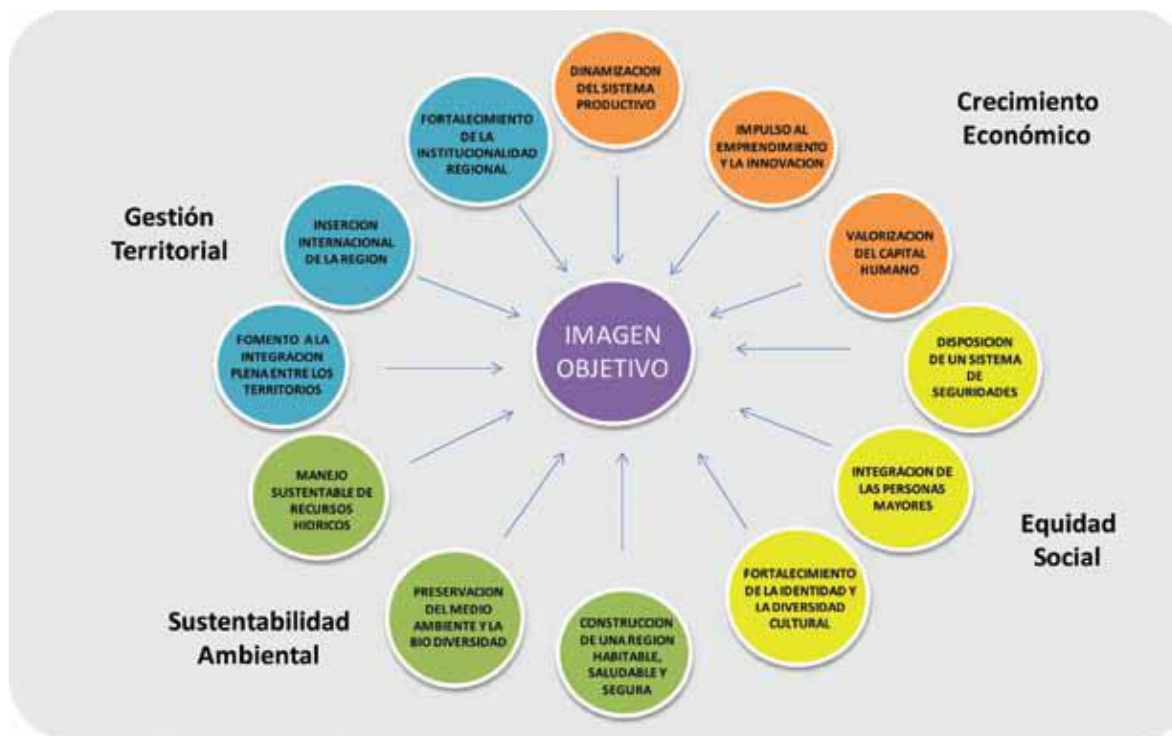 DINAMIZACION
DEL SISTEMA
PRODUCTIVO
IMPULSO AL
EMPRENDIMIENTO
Y LA INNOVACION
VALORIZACION
DEL CAPITAL
HUMANO
Crecimiento
Económico
DISPOSICION
DE UN SISTEMA
DE
SEGURIDADES
INTEGRACION DE
LAS PERSONAS
MAYORES
FORTALECIMIENTO
DE LA IDENTIDAD Y
LA DIVERSIDAD
CULTURAL
Equidad
Social
CONSTRUCCION
DE UNA REGION
HABITABLE,
SALUDABLE Y
SEGURA
PRESERVACION
DEL MEDIO
AMBIENTE Y LA
BIO DIVERSIDAD
MANEJO
SUSTENTABLE DE
RECURSOS
HIDRICOS
Sustentabilidad
Ambiental
FOMENTO A LA
INTEGRACION
PLENA ENTRE LOS
TERRITORIOS
INSERCION
INTERNACIONAL
DE LA REGION
FORTALECIMIENTO
DE LA
INSTITUCIONALIDAD
REGIONAL
Gestión
Territorial
IMAGEN
OBJETIVO